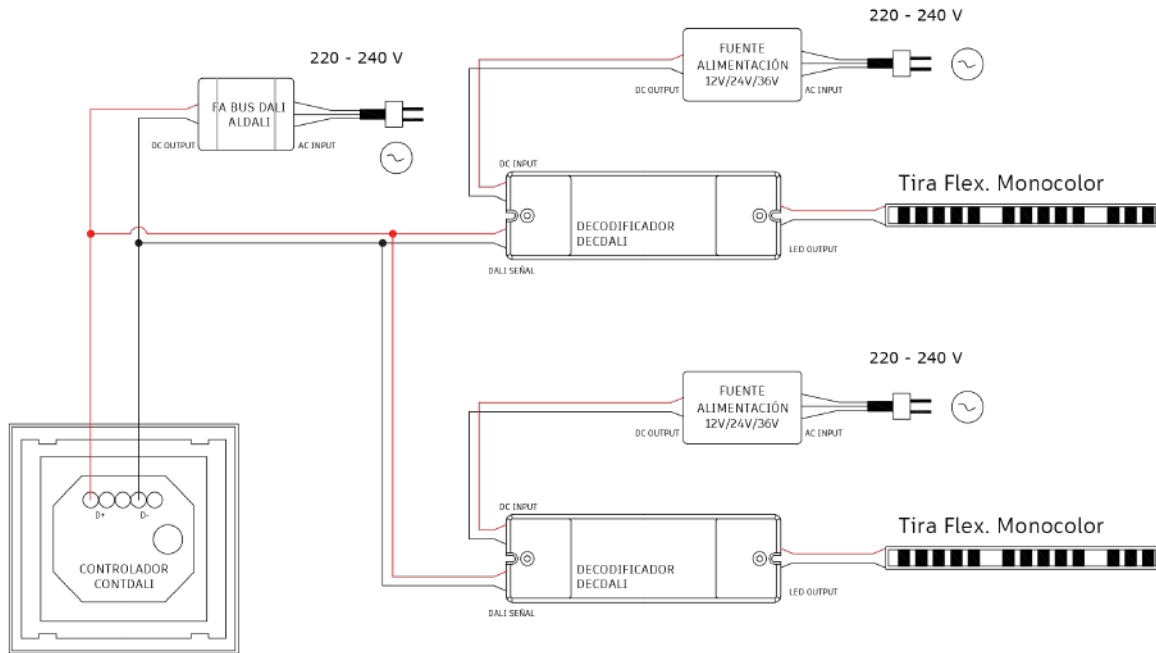 220 - 240 V
FUENTE
ALIMENTACIÓN
12V/24V/36V
DC OUTPUT
AC INPUT
220 - 240 V
FA BUS DALI
ALDALI
DC OUTPUT
AC INPUT
DC INPUT
DECODIFICADOR
DECDALI
DALI SEÑAL
LED OUTPUT
Tira Flex. Monocolor
220 - 240 V
FUENTE
ALIMENTACIÓN
12V/24V/36V
DC OUTPUT
AC INPUT
DC INPUT
DECODIFICADOR
DECDALI
DALI SEÑAL
LED OUTPUT
Tira Flex. Monocolor
D+
D-
CONTROLADOR
CONTDALI